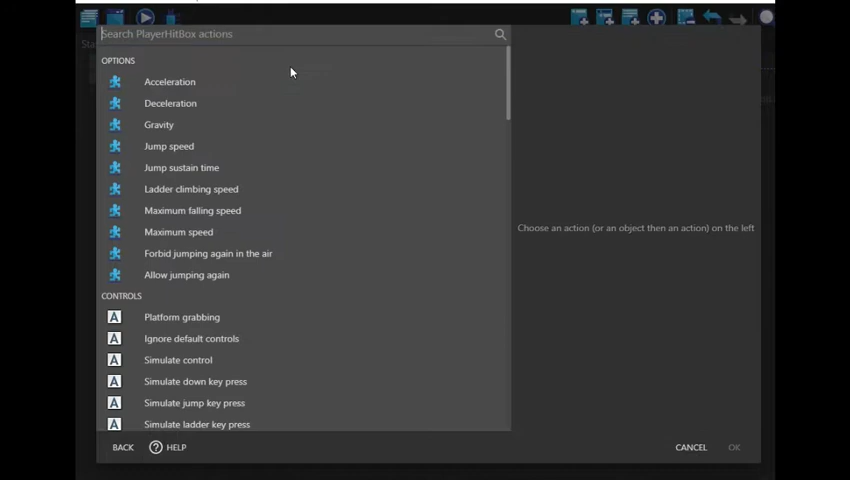 Search PlayerHitBox actions
OPTIONS
Acceleration
Deceleration
Gravity
Jump speed
Jump sustain time
Ladder climbing speed
Maximum falling speed
Maximum speed
Forbid jumping again in the air
Allow jumping again
CONTROLS
A Platform grabbing
A Ignore default controls
A Simulate control
A Simulate down key press
A Simulate jump key press
A Simulate ladder key press
Choose an action (or an object then an action) on the left
BACK
? HELP
CANCEL
OK